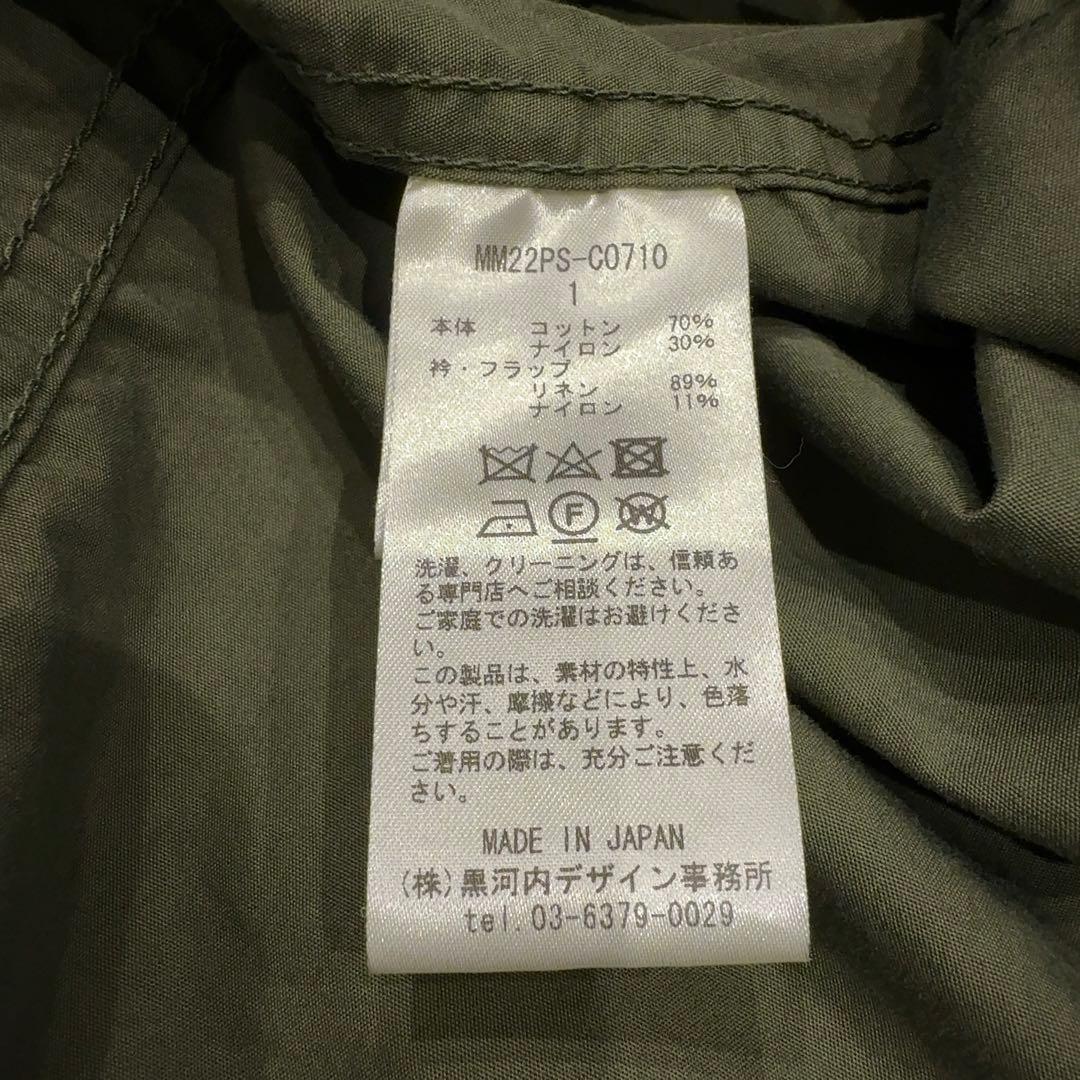 MM22PS-C0710
1
本体 コットン 70%
ナイロン 30%
衿・フラップ
リネン 89%
ナイロン 11%
F W
洗濯、クリーニングは、信頼あ
る専門店へご相談ください。
ご家庭での洗濯はお避けくださ
い。
この製品は、素材の特性上、水
分や汗、摩擦などにより、色落
ちすることがあります。
ご着用の際は、充分ご注意くだ
さい。
MADE IN JAPAN
(株)黒河内デザイン事務所
tel.03-6379-0029